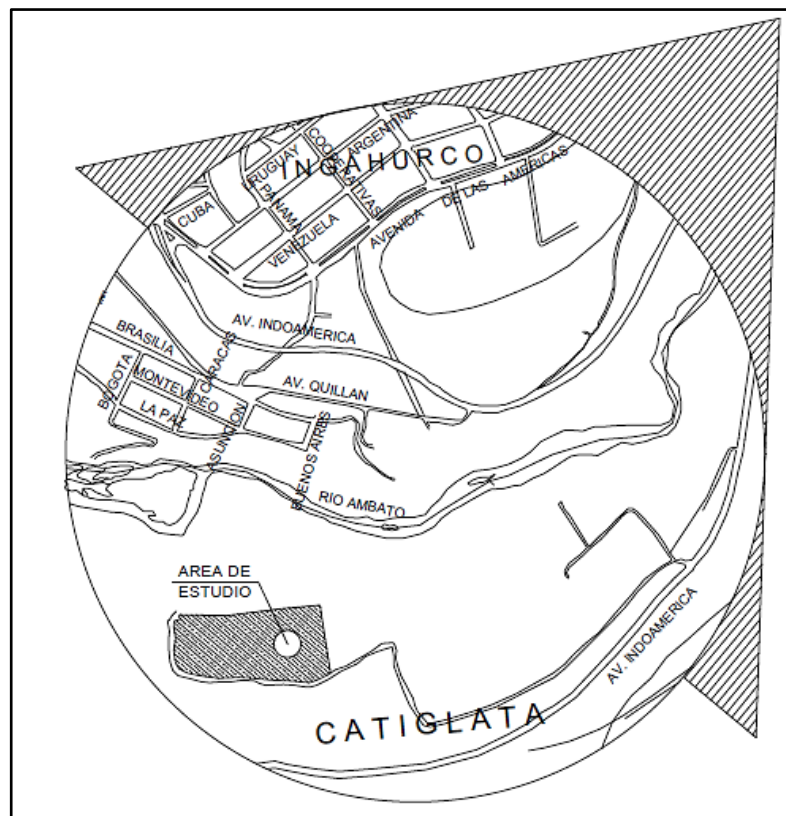 ARGENTINA
COOPERATIVAS
URUGUAY
INGAHURCO
PANAMA
CUBA
VENEZUELA
AVENIDA DE LAS AMERICAS
AV. INDOAMERICA
BRASILIA
CARACAS
AV. QUILLAN
BOGOTA
MONTEVIDEO
LA PAZ
ASUNCION
BUENOS AIRES
RIO AMBATO
AREA DE
ESTUDIO
AV. INDOAMERICA
CATIGLATA